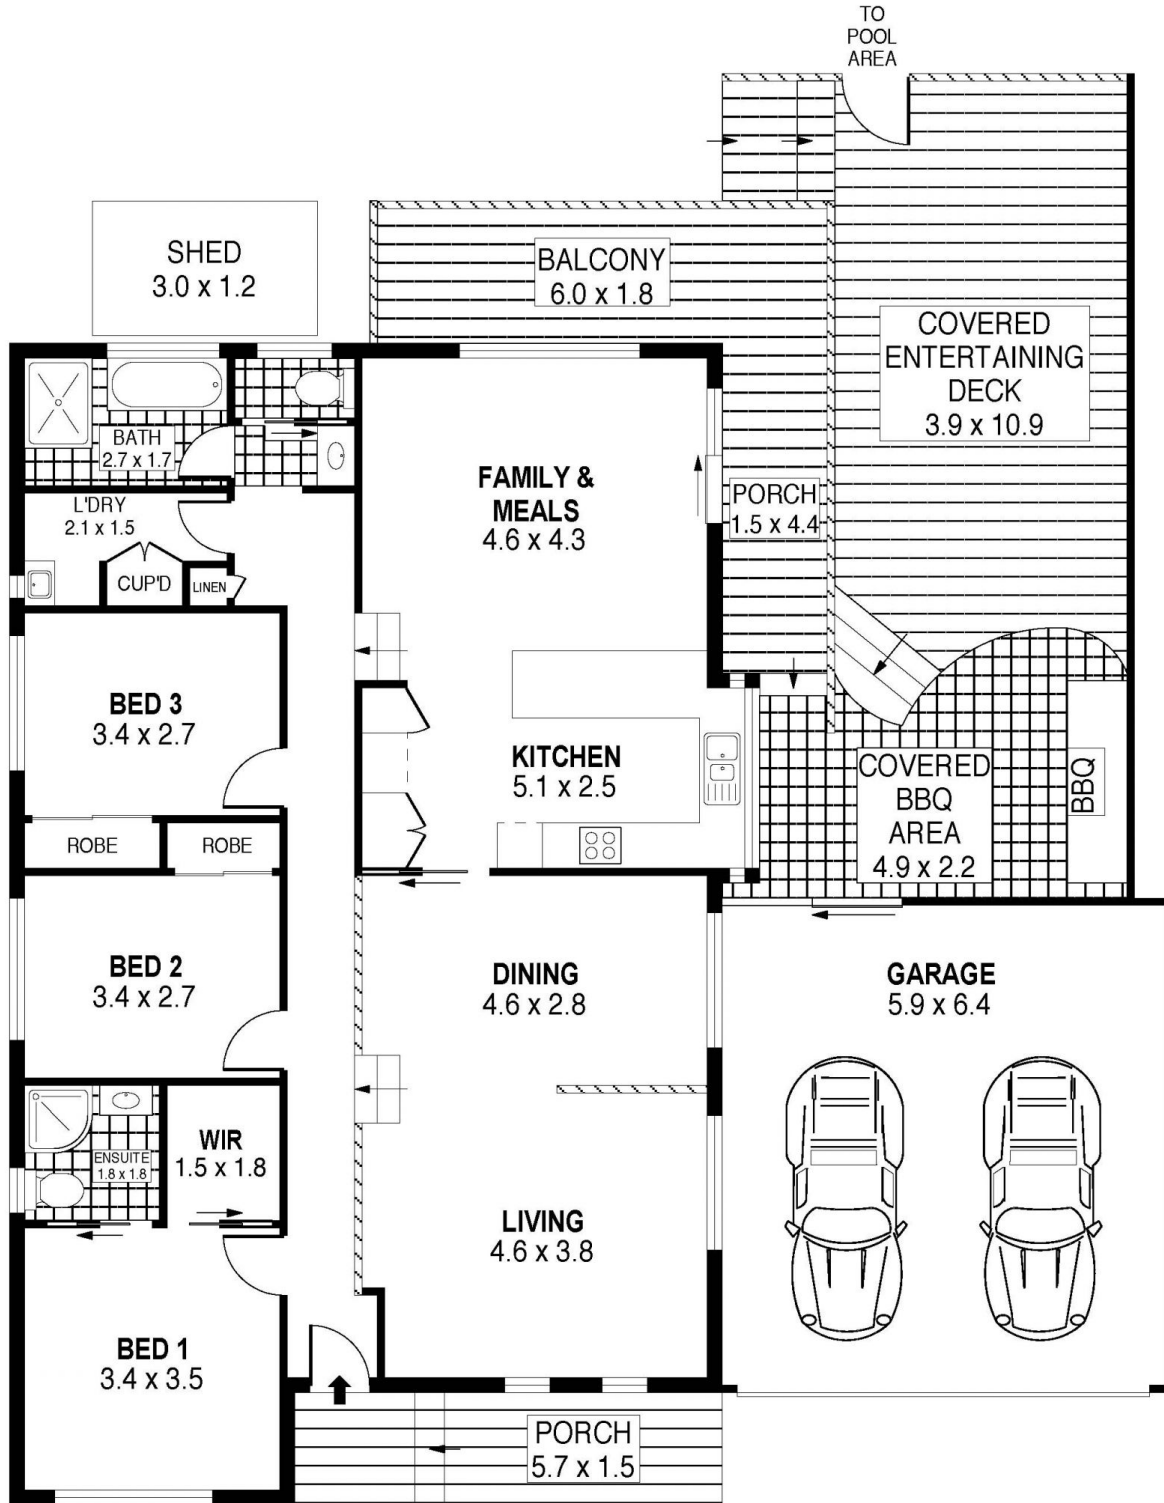 TO
POOL
AREA
SHED
3.0 x 1.2
BALCONY
6.0 x 1.8
COVERED
ENTERTAINING
DECK
3.9 x 10.9
BATH
2.7 x 1.7
FAMILY &
MEALS
4.6 x 4.3
PORCH
1.5 x 4.4
L'DRY
2.1 x 1.5
CUP'D
LINEN
BED 3
3.4 x 2.7
KITCHEN
5.1 x 2.5
COVERED
BBQ
AREA
4.9 x 2.2
BBQ
ROBE
ROBE
BED 2
3.4 x 2.7
DINING
4.6 x 2.8
GARAGE
5.9 x 6.4
ENSUITE
1.8 x 1.8
WIR
1.5 x 1.8
LIVING
4.6 x 3.8
BED 1
3.4 x 3.5
PORCH
5.7 x 1.5